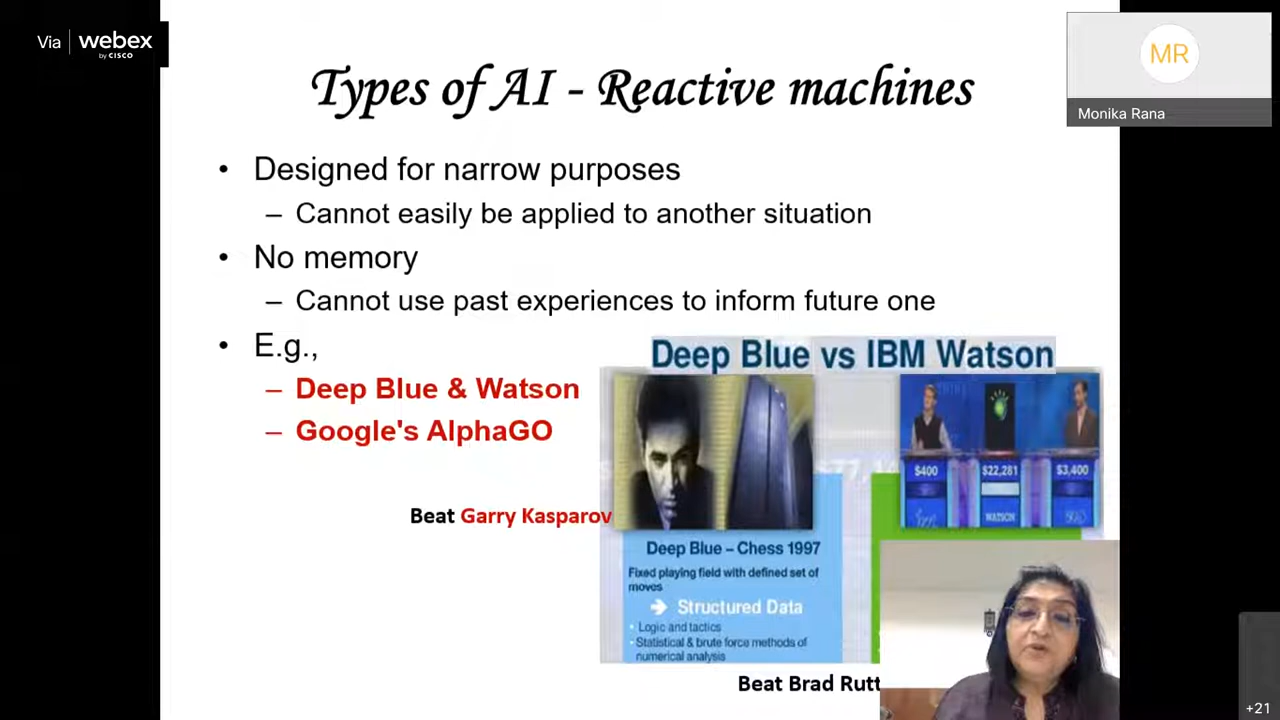 Via webex
by CISCO
MR
Monika Rana
Types of AI - Reactive machines
• Designed for narrow purposes
– Cannot easily be applied to another situation
• No memory
– Cannot use past experiences to inform future one
• E.g.,
– Deep Blue & Watson
– Google's AlphaGO
Beat Garry Kasparov
Deep Blue vs IBM Watson
$400
$22,281
$3,400
WATSON
Deep Blue – Chess 1997
Fixed playing field with defined set of
moves
➔ Structured Data
• Logic and tactics
• Statistical & brute force methods of
numerical analysis
Beat Brad Rutt
+21